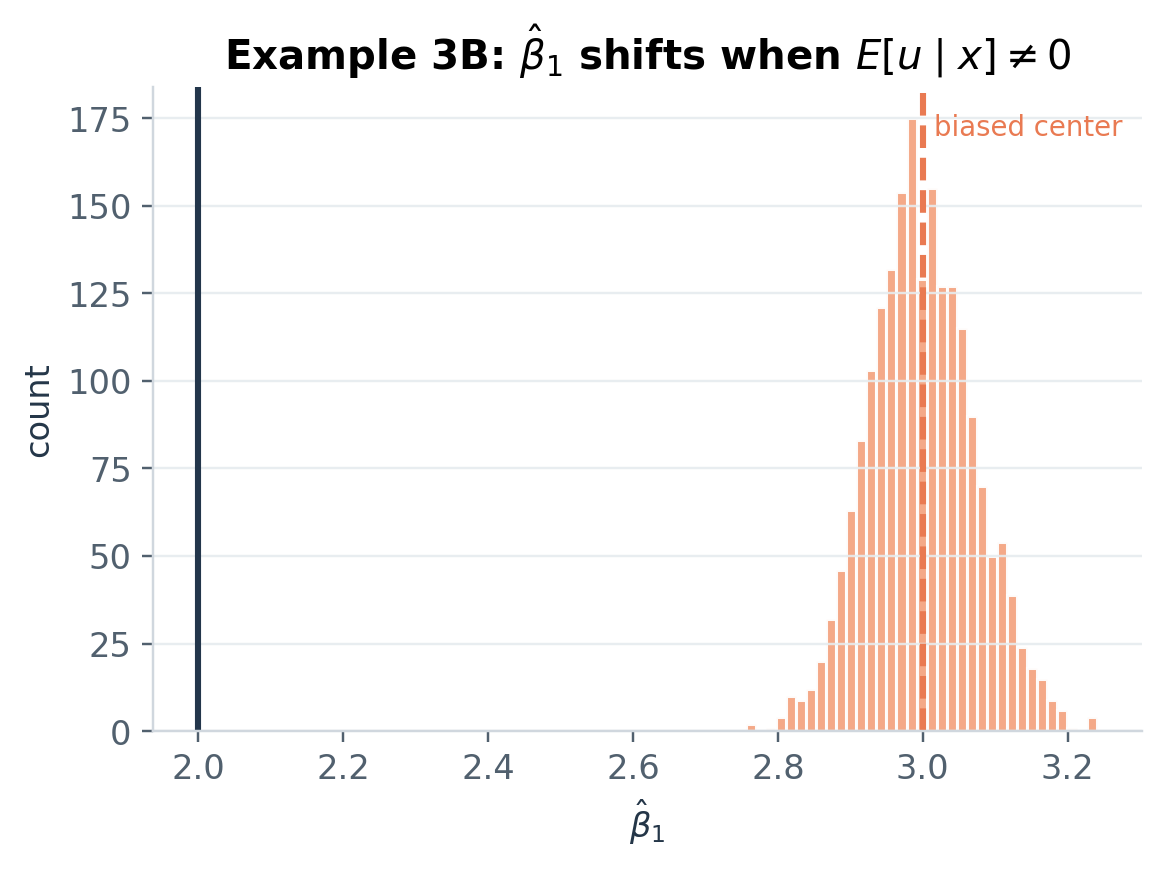 Example 3B: β̂₁ shifts when E[u | x] ≠ 0
175
biased center
150
125
100
75
50
25
0
count
2.0 2.2 2.4 2.6 2.8 3.0 3.2
β̂₁